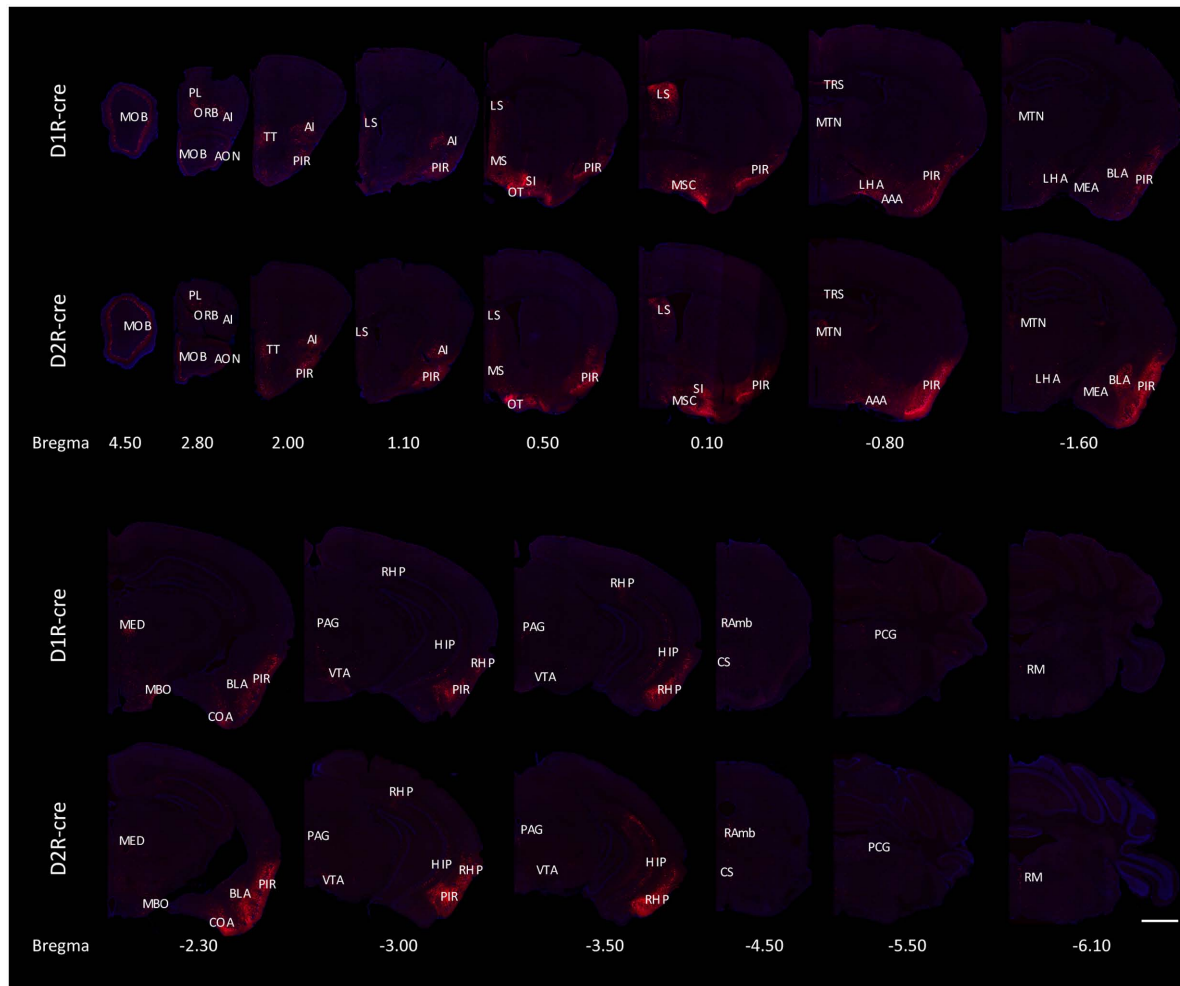 D1R-cre
MOB
PL
ORB
AI
MOB
AON
TT
AI
PIR
LS
AI
PIR
LS
MS
SI
OT
PIR
LS
MSC
PIR
TRS
MTN
LHA
AAA
PIR
MTN
LHA
MEA
BLA
PIR
D2R-cre
MOB
PL
ORB
AI
MOB
AON
TT
AI
PIR
LS
AI
PIR
LS
MS
OT
PIR
LS
SI
MSC
PIR
TRS
MTN
AAA
PIR
MTN
LHA
MEA
BLA
PIR
Bregma 4.50 2.80 2.00 1.10 0.50 0.10 -0.80 -1.60
D1R-cre
MED
MBO
BLA
PIR
COA
RHP
PAG
HIP
VTA
RHP
PIR
RHP
PAG
HIP
VTA
RHP
RAmb
CS
PCG
RM
D2R-cre
MED
MBO
BLA
PIR
COA
RHP
PAG
HIP
RHP
VTA
PIR
PAG
HIP
VTA
RHP
RAmb
CS
PCG
RM
Bregma -2.30 -3.00 -3.50 -4.50 -5.50 -6.10